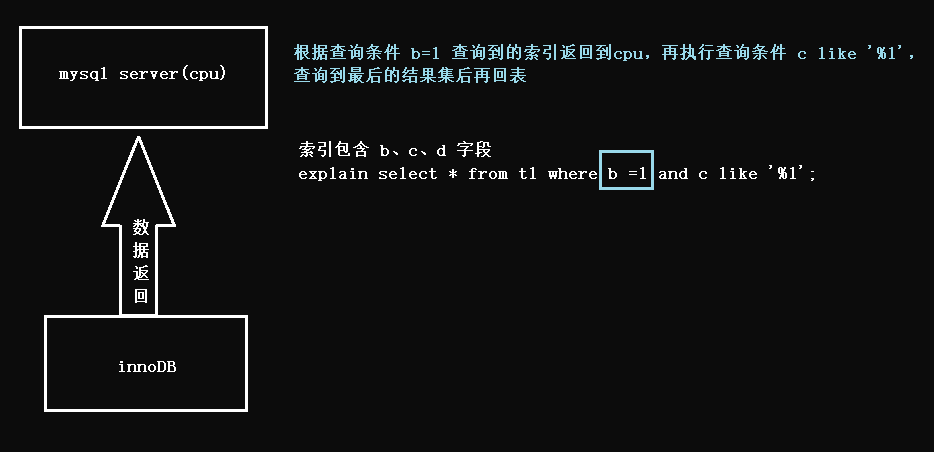 mysql server(cpu)
根据查询条件 b=1 查询到的索引返回到cpu，再执行查询条件 c like '%1'，
查询到最后的结果集后再回表
索引包含 b、c、d 字段
explain select * from t1 where b =1 and c like '%1';
数
据
返
回
innoDB